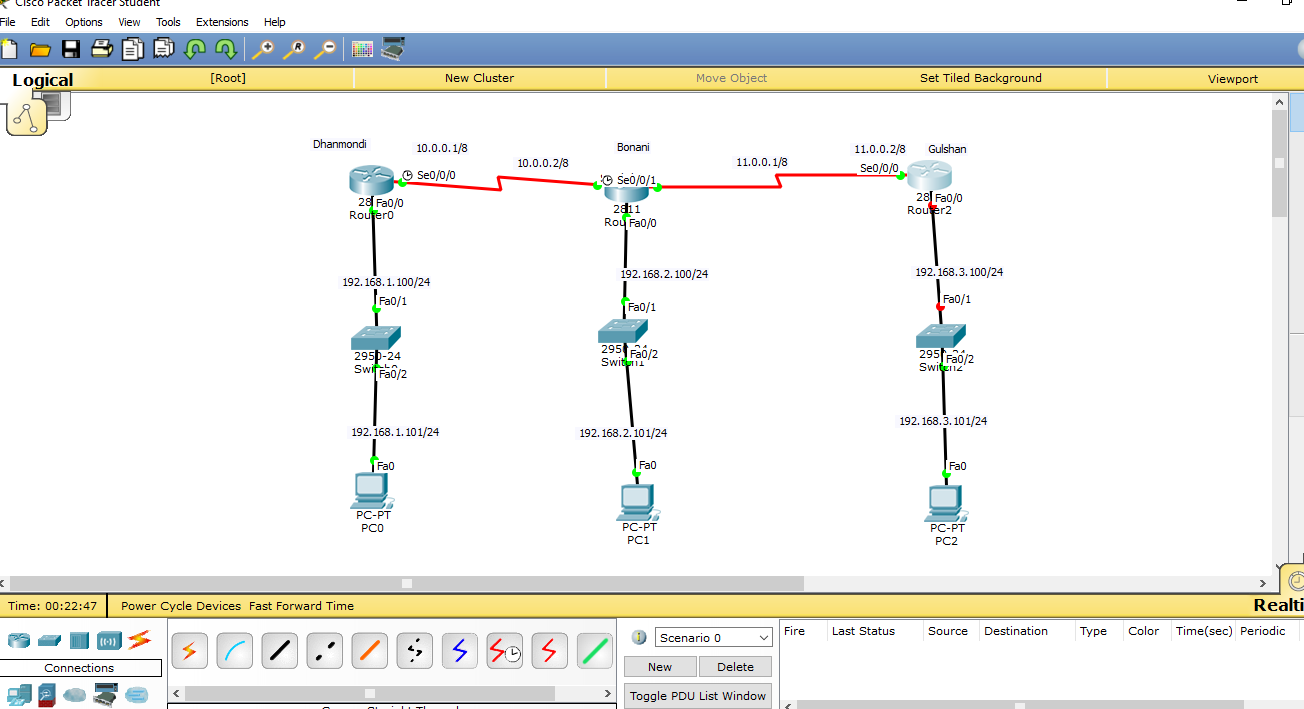 Cisco Packet Tracer Student
File Edit Options View Tools Extensions Help
Logical [Root] New Cluster Move Object Set Tiled Background Viewport
Dhanmondi 10.0.0.1/8 10.0.0.2/8 Bonani 11.0.0.1/8 11.0.0.2/8 Gulshan
Se0/0/0 Se0/0/1 Se0/0/0
28 Fa0/0 2811 28 Fa0/0
Router0 Rou Fa0/0 Router2
192.168.1.100/24 192.168.2.100/24 192.168.3.100/24
Fa0/1 Fa0/1 Fa0/1
2950-24 2950-24 2950-24
Switch0 Fa0/2 Switch1 Fa0/2 Switch2 Fa0/2
192.168.1.101/24 192.168.2.101/24 192.168.3.101/24
Fa0 Fa0 Fa0
PC-PT PC-PT PC-PT
PC0 PC1 PC2
Time: 00:22:47 Power Cycle Devices Fast Forward Time Realti
Connections
Scenario 0
New Delete
Toggle PDU List Window
Fire Last Status Source Destination Type Color Time(sec) Periodic